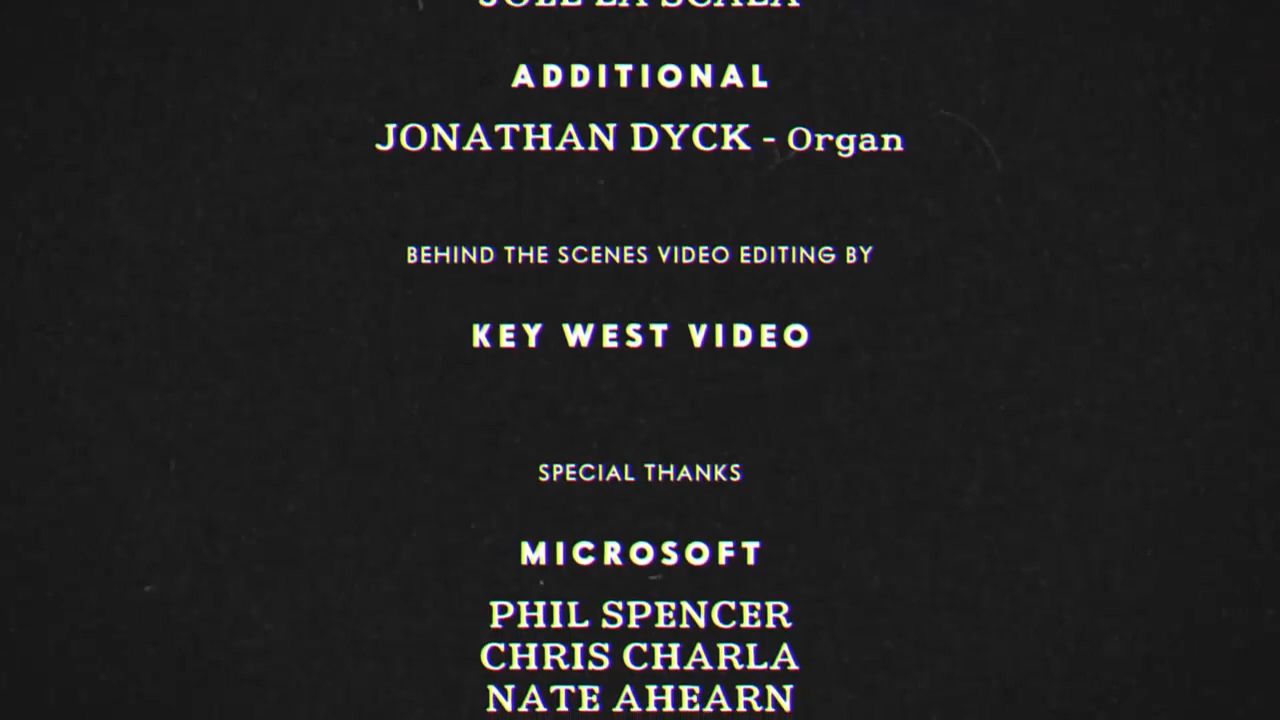 ADDITIONAL
JONATHAN DYCK - Organ
BEHIND THE SCENES VIDEO EDITING BY
KEY WEST VIDEO
SPECIAL THANKS
MICROSOFT
PHIL SPENCER
CHRIS CHARLA
NATE AHEARN